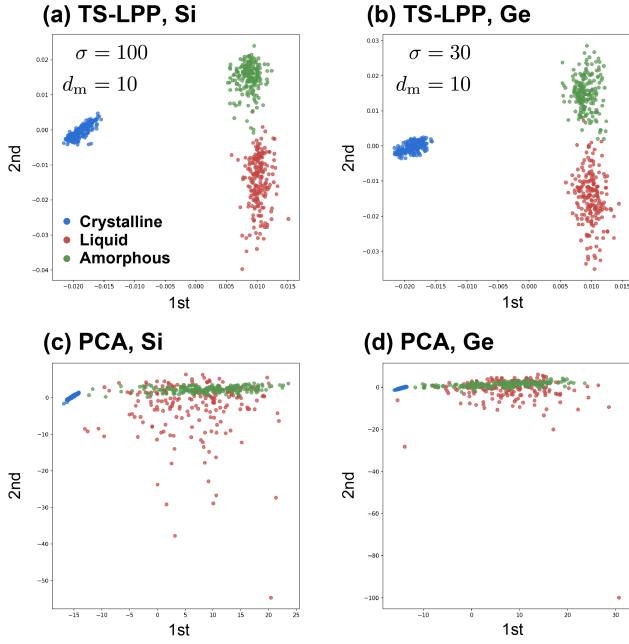 (a) TS-LPP, Si
σ = 100
d_m = 10
0.02
0.01
0.00
−0.01
−0.02
−0.03
−0.04
2nd
Crystalline
Liquid
Amorphous
−0.020 −0.015 −0.010 −0.005 0.000 0.005 0.010 0.015
1st
(b) TS-LPP, Ge
σ = 30
d_m = 10
0.03
0.02
0.01
0.00
−0.01
−0.02
−0.03
2nd
−0.020 −0.015 −0.010 −0.005 0.000 0.005 0.010 0.015
1st
(c) PCA, Si
0
−10
−20
−30
−40
−50
2nd
−15 −10 −5 0 5 10 15 20 25
1st
(d) PCA, Ge
0
−20
−40
−60
−80
−100
2nd
−10 0 10 20 30
1st